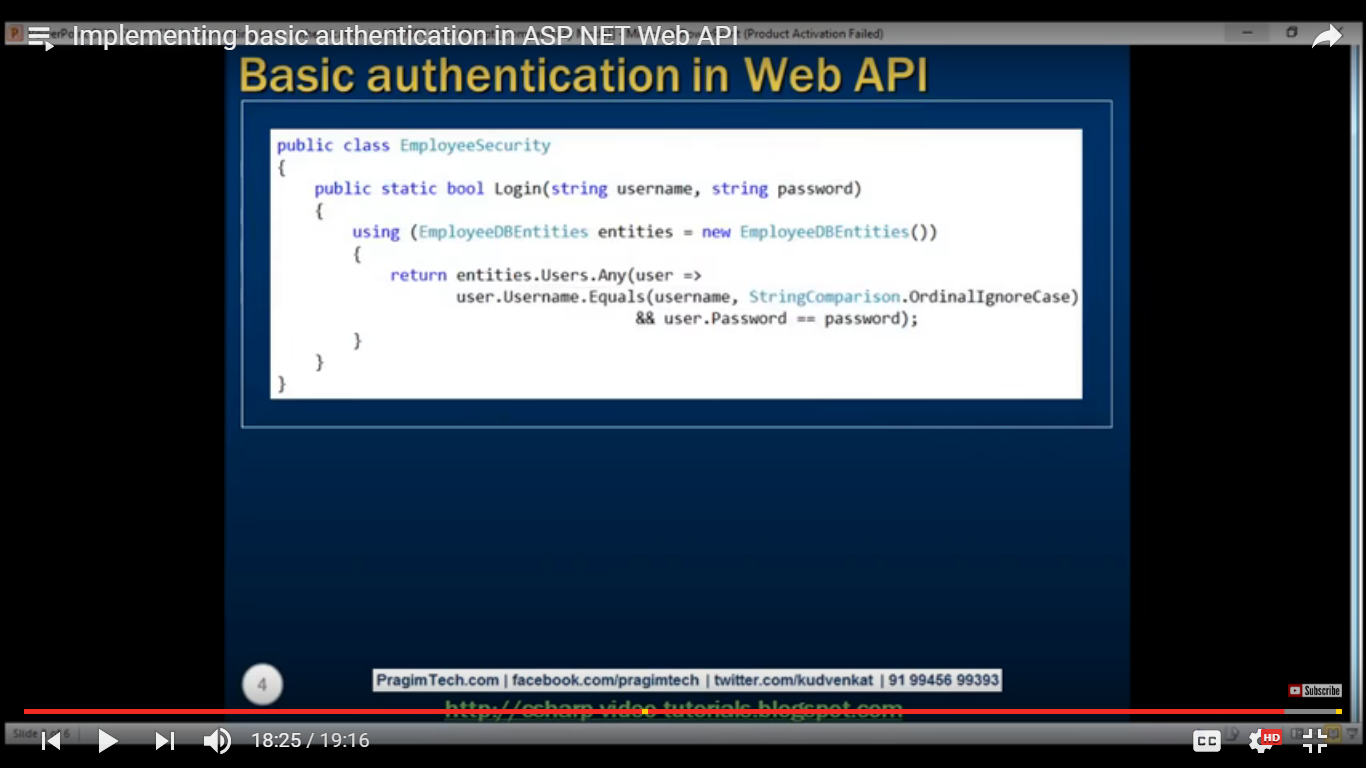 Implementing basic authentication in ASP NET Web API
(Product Activation Failed)
Basic authentication in Web API
public class EmployeeSecurity
{
    public static bool Login(string username, string password)
    {
        using (EmployeeDBEntities entities = new EmployeeDBEntities())
        {
            return entities.Users.Any(user =>
                   user.Username.Equals(username, StringComparison.OrdinalIgnoreCase)
                                      && user.Password == password);
        }
    }
}
4
PragimTech.com | facebook.com/pragimtech | twitter.com/kudvenkat | 91 99456 99393
Subscribe
http://csharp-video-tutorials.blogspot.com
Slide
18:25 / 19:16
CC
HD